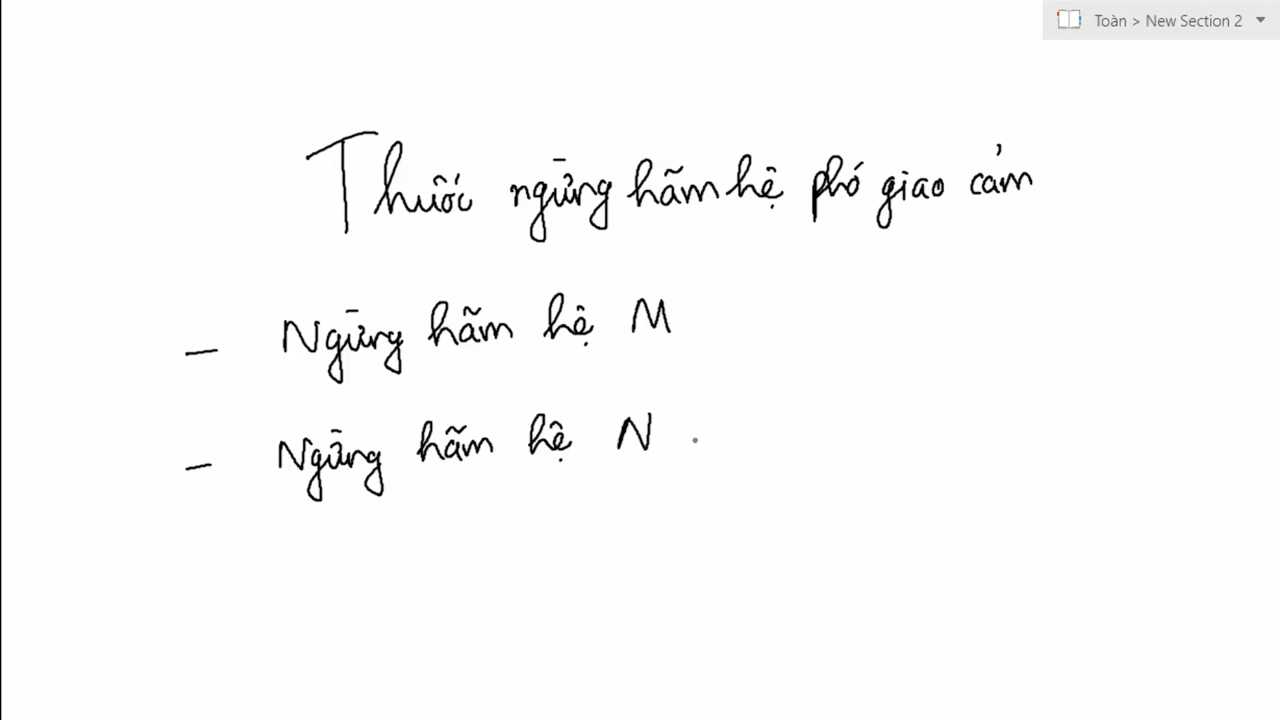 Toàn > New Section 2
Thuốc ngừng hãm hệ phó giao cảm
- Ngừng hãm hệ M
- Ngừng hãm hệ N